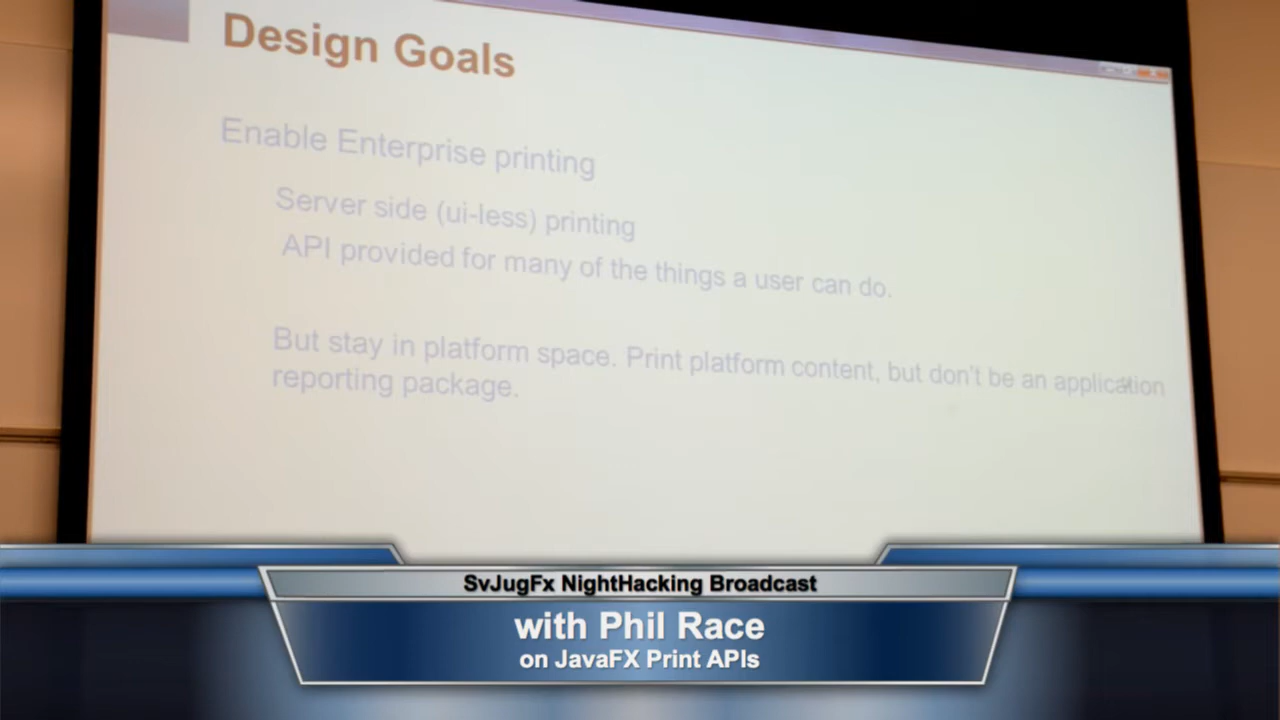 Design Goals
Enable Enterprise printing
Server side (ui-less) printing
API provided for many of the things a user can do.
But stay in platform space. Print platform content, but don't be an application
reporting package.
SvJugFx NightHacking Broadcast
with Phil Race
on JavaFX Print APIs